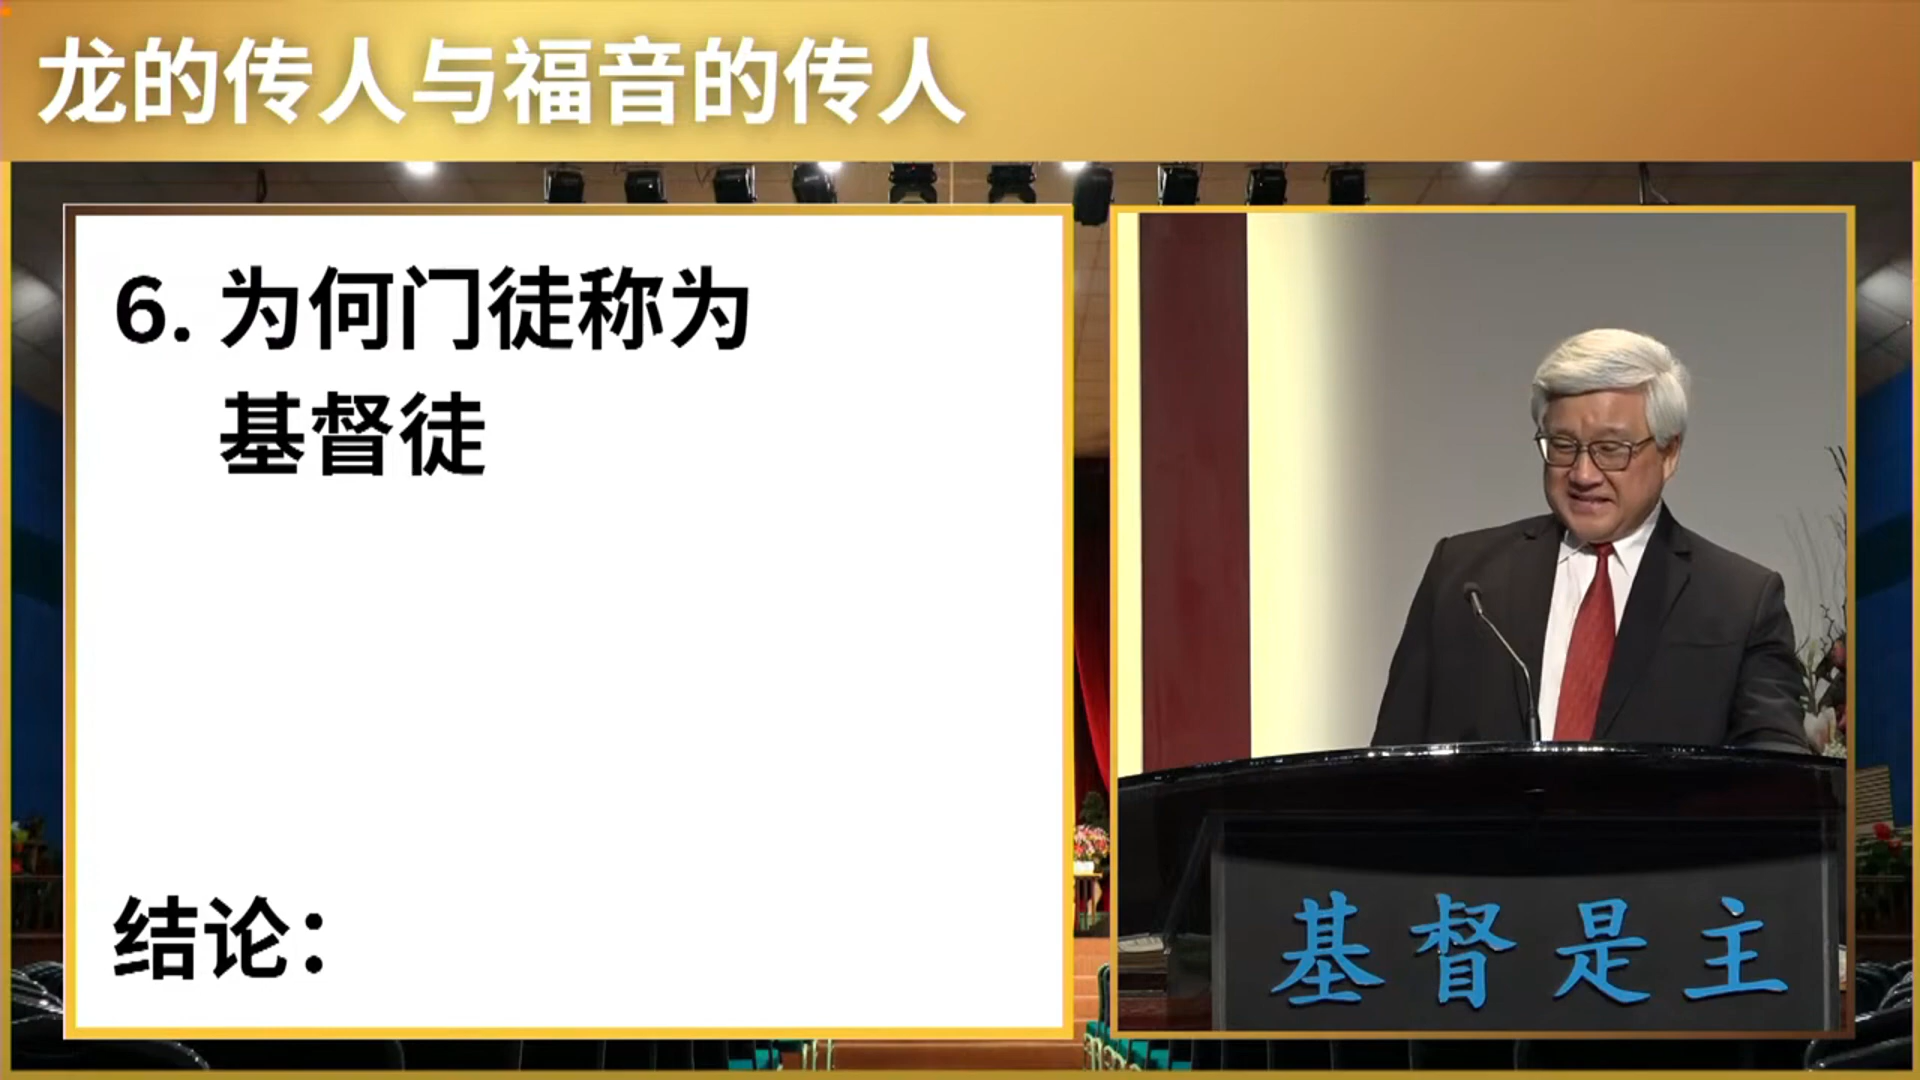 龙的传人与福音的传人
6. 为何门徒称为
基督徒
结论：
基督是主